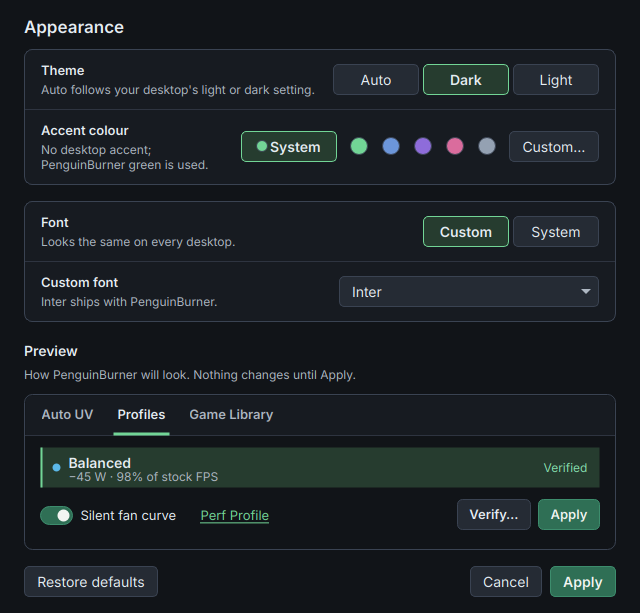 Appearance
Theme
Auto follows your desktop's light or dark setting.
Auto
Dark
Light
Accent colour
No desktop accent;
PenguinBurner green is used.
System
Custom...
Font
Looks the same on every desktop.
Custom
System
Custom font
Inter ships with PenguinBurner.
Inter
Preview
How PenguinBurner will look. Nothing changes until Apply.
Auto UV
Profiles
Game Library
Balanced
−45 W · 98% of stock FPS
Verified
Silent fan curve
Perf Profile
Verify...
Apply
Restore defaults
Cancel
Apply